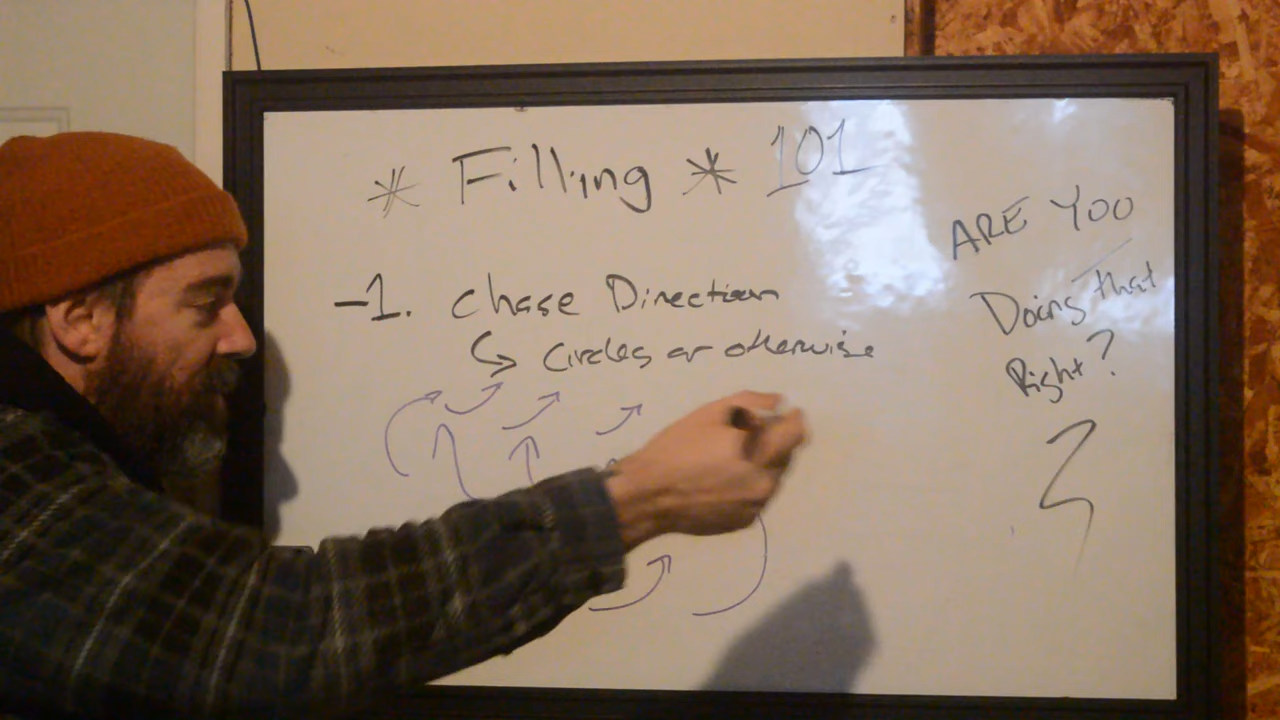 * Filling * 101
-1. Chase Direction
↳ Circles or otherwise
ARE YOU
Doing that
Right?